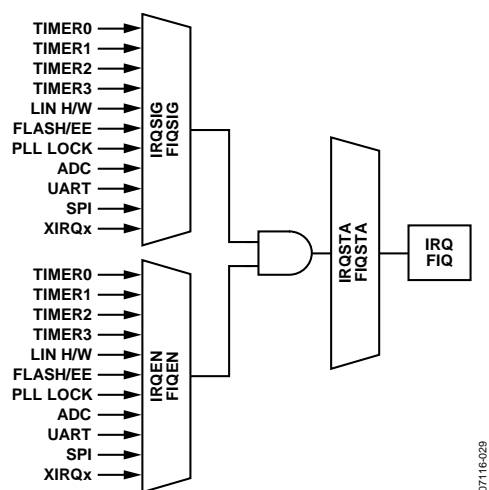 TIMER0
TIMER1
TIMER2
TIMER3
LIN H/W
FLASH/EE
PLL LOCK
ADC
UART
SPI
XIRQx
IRQSIG
FIQSIG
TIMER0
TIMER1
TIMER2
TIMER3
LIN H/W
FLASH/EE
PLL LOCK
ADC
UART
SPI
XIRQx
IRQEN
FIQEN
IRQSTA
FIQSTA
IRQ
FIQ
07116-029